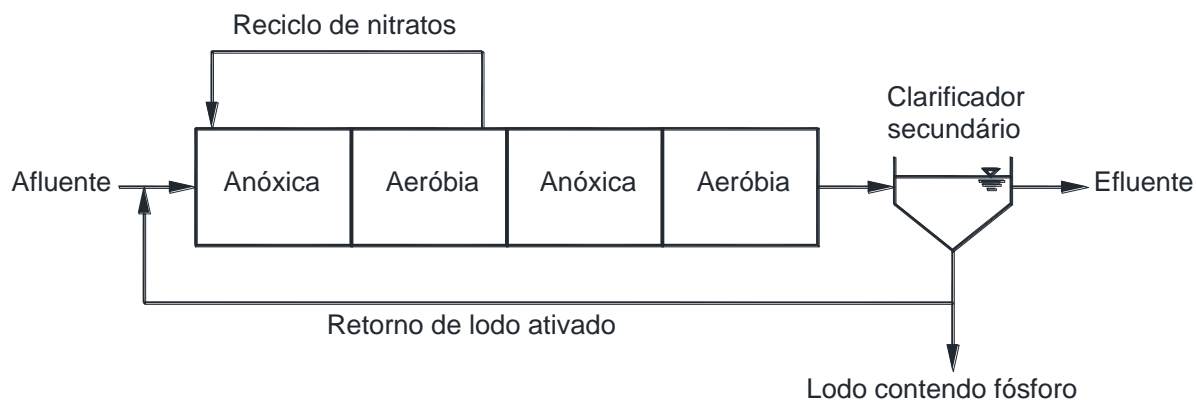 Reciclo de nitratos
Clarificador
secundário
Afluente
Anóxica
Aeróbia
Anóxica
Aeróbia
Efluente
Retorno de lodo ativado
Lodo contendo fósforo